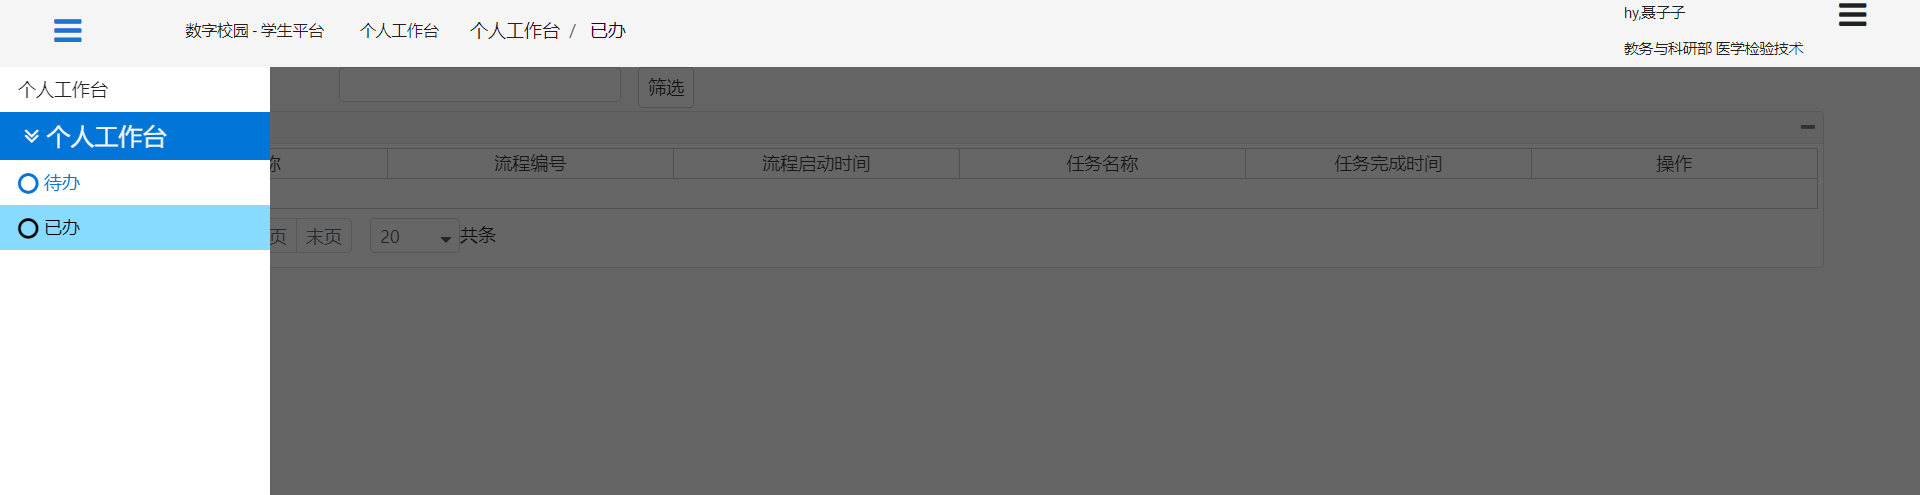 数字校园 - 学生平台 个人工作台 个人工作台 / 已办
hy,聂子子
教务与科研部 医学检验技术
个人工作台
筛选
个人工作台
称 流程编号 流程启动时间 任务名称 任务完成时间 操作
待办
已办
页 末页 20 共条